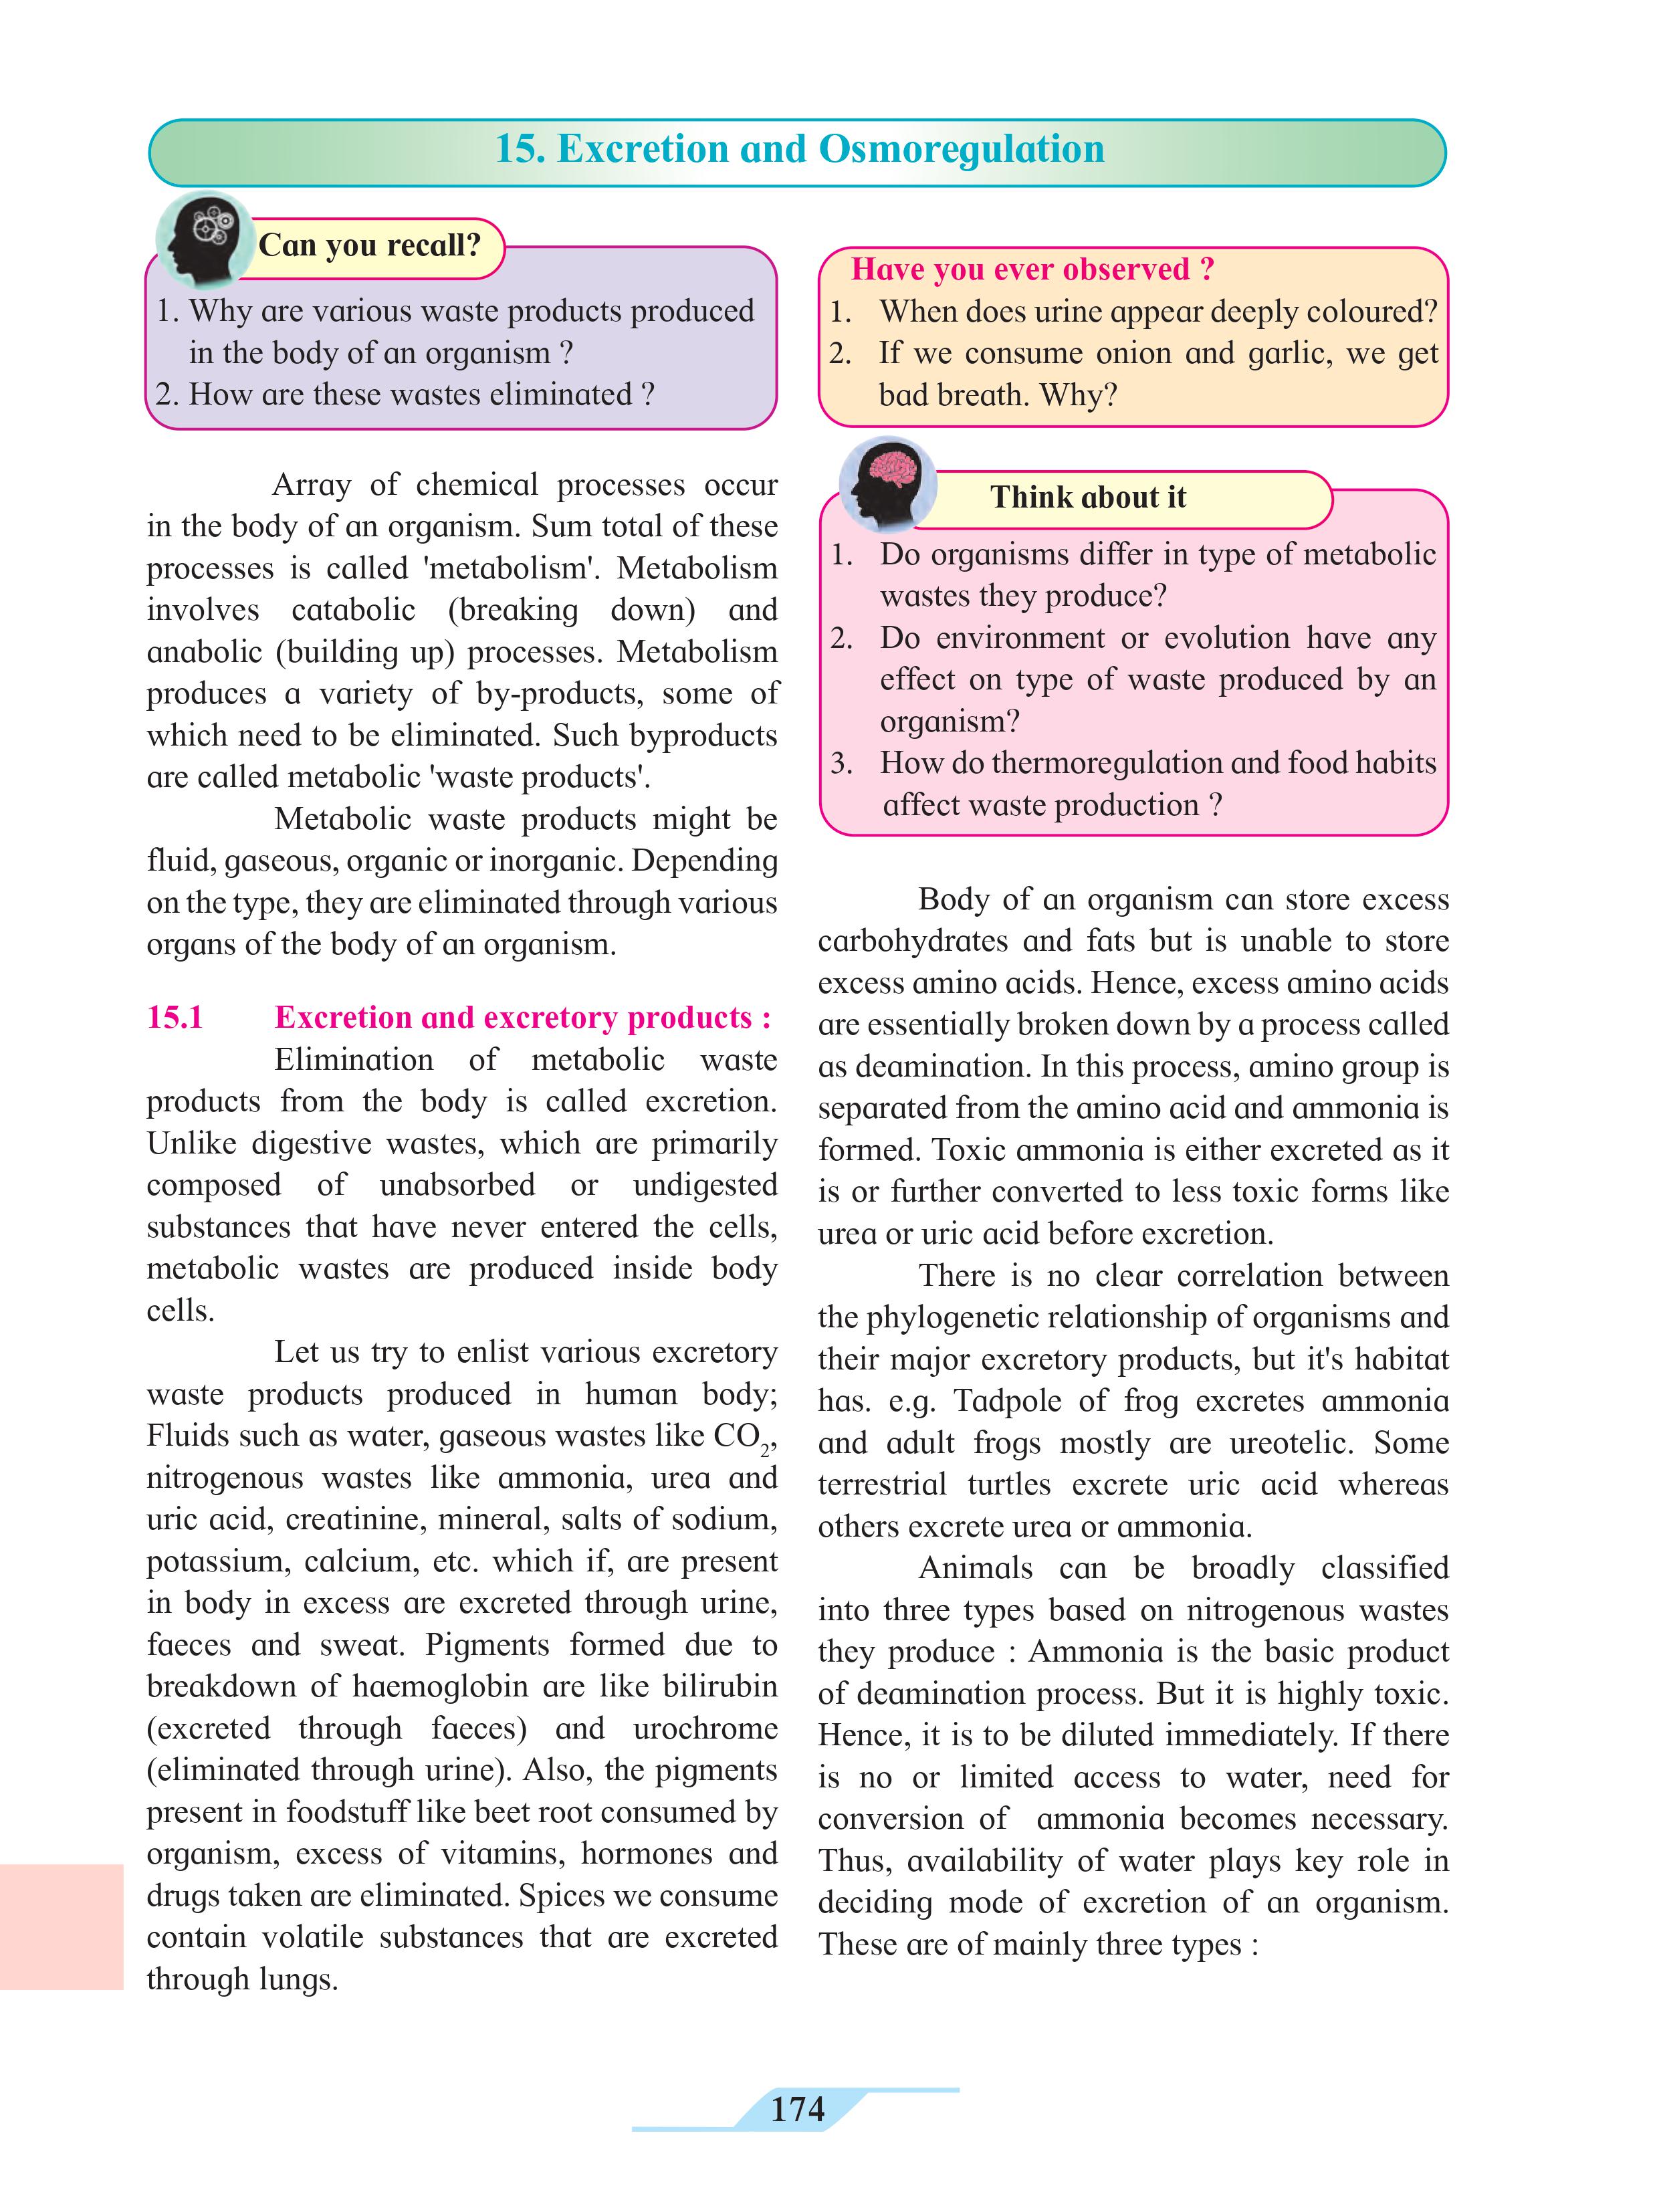 15. Excretion and Osmoregulation
Can you recall?
1. Why are various waste products produced
in the body of an organism ?
2. How are these wastes eliminated ?
Array of chemical processes occur
in the body of an organism. Sum total of these
processes is called 'metabolism'. Metabolism
involves catabolic (breaking down) and
anabolic (building up) processes. Metabolism
produces a variety of by-products, some of
which need to be eliminated. Such byproducts
are called metabolic 'waste products'.
Metabolic waste products might be
fluid, gaseous, organic or inorganic. Depending
on the type, they are eliminated through various
organs of the body of an organism.
15.1 Excretion and excretory products :
Elimination of metabolic waste
products from the body is called excretion.
Unlike digestive wastes, which are primarily
composed of unabsorbed or undigested
substances that have never entered the cells,
metabolic wastes are produced inside body
cells.
Let us try to enlist various excretory
waste products produced in human body;
Fluids such as water, gaseous wastes like CO₂,
nitrogenous wastes like ammonia, urea and
uric acid, creatinine, mineral, salts of sodium,
potassium, calcium, etc. which if, are present
in body in excess are excreted through urine,
faeces and sweat. Pigments formed due to
breakdown of haemoglobin are like bilirubin
(excreted through faeces) and urochrome
(eliminated through urine). Also, the pigments
present in foodstuff like beet root consumed by
organism, excess of vitamins, hormones and
drugs taken are eliminated. Spices we consume
contain volatile substances that are excreted
through lungs.
Have you ever observed ?
1. When does urine appear deeply coloured?
2. If we consume onion and garlic, we get
bad breath. Why?
Think about it
1. Do organisms differ in type of metabolic
wastes they produce?
2. Do environment or evolution have any
effect on type of waste produced by an
organism?
3. How do thermoregulation and food habits
affect waste production ?
Body of an organism can store excess
carbohydrates and fats but is unable to store
excess amino acids. Hence, excess amino acids
are essentially broken down by a process called
as deamination. In this process, amino group is
separated from the amino acid and ammonia is
formed. Toxic ammonia is either excreted as it
is or further converted to less toxic forms like
urea or uric acid before excretion.
There is no clear correlation between
the phylogenetic relationship of organisms and
their major excretory products, but it's habitat
has. e.g. Tadpole of frog excretes ammonia
and adult frogs mostly are ureotelic. Some
terrestrial turtles excrete uric acid whereas
others excrete urea or ammonia.
Animals can be broadly classified
into three types based on nitrogenous wastes
they produce : Ammonia is the basic product
of deamination process. But it is highly toxic.
Hence, it is to be diluted immediately. If there
is no or limited access to water, need for
conversion of ammonia becomes necessary.
Thus, availability of water plays key role in
deciding mode of excretion of an organism.
These are of mainly three types :
174